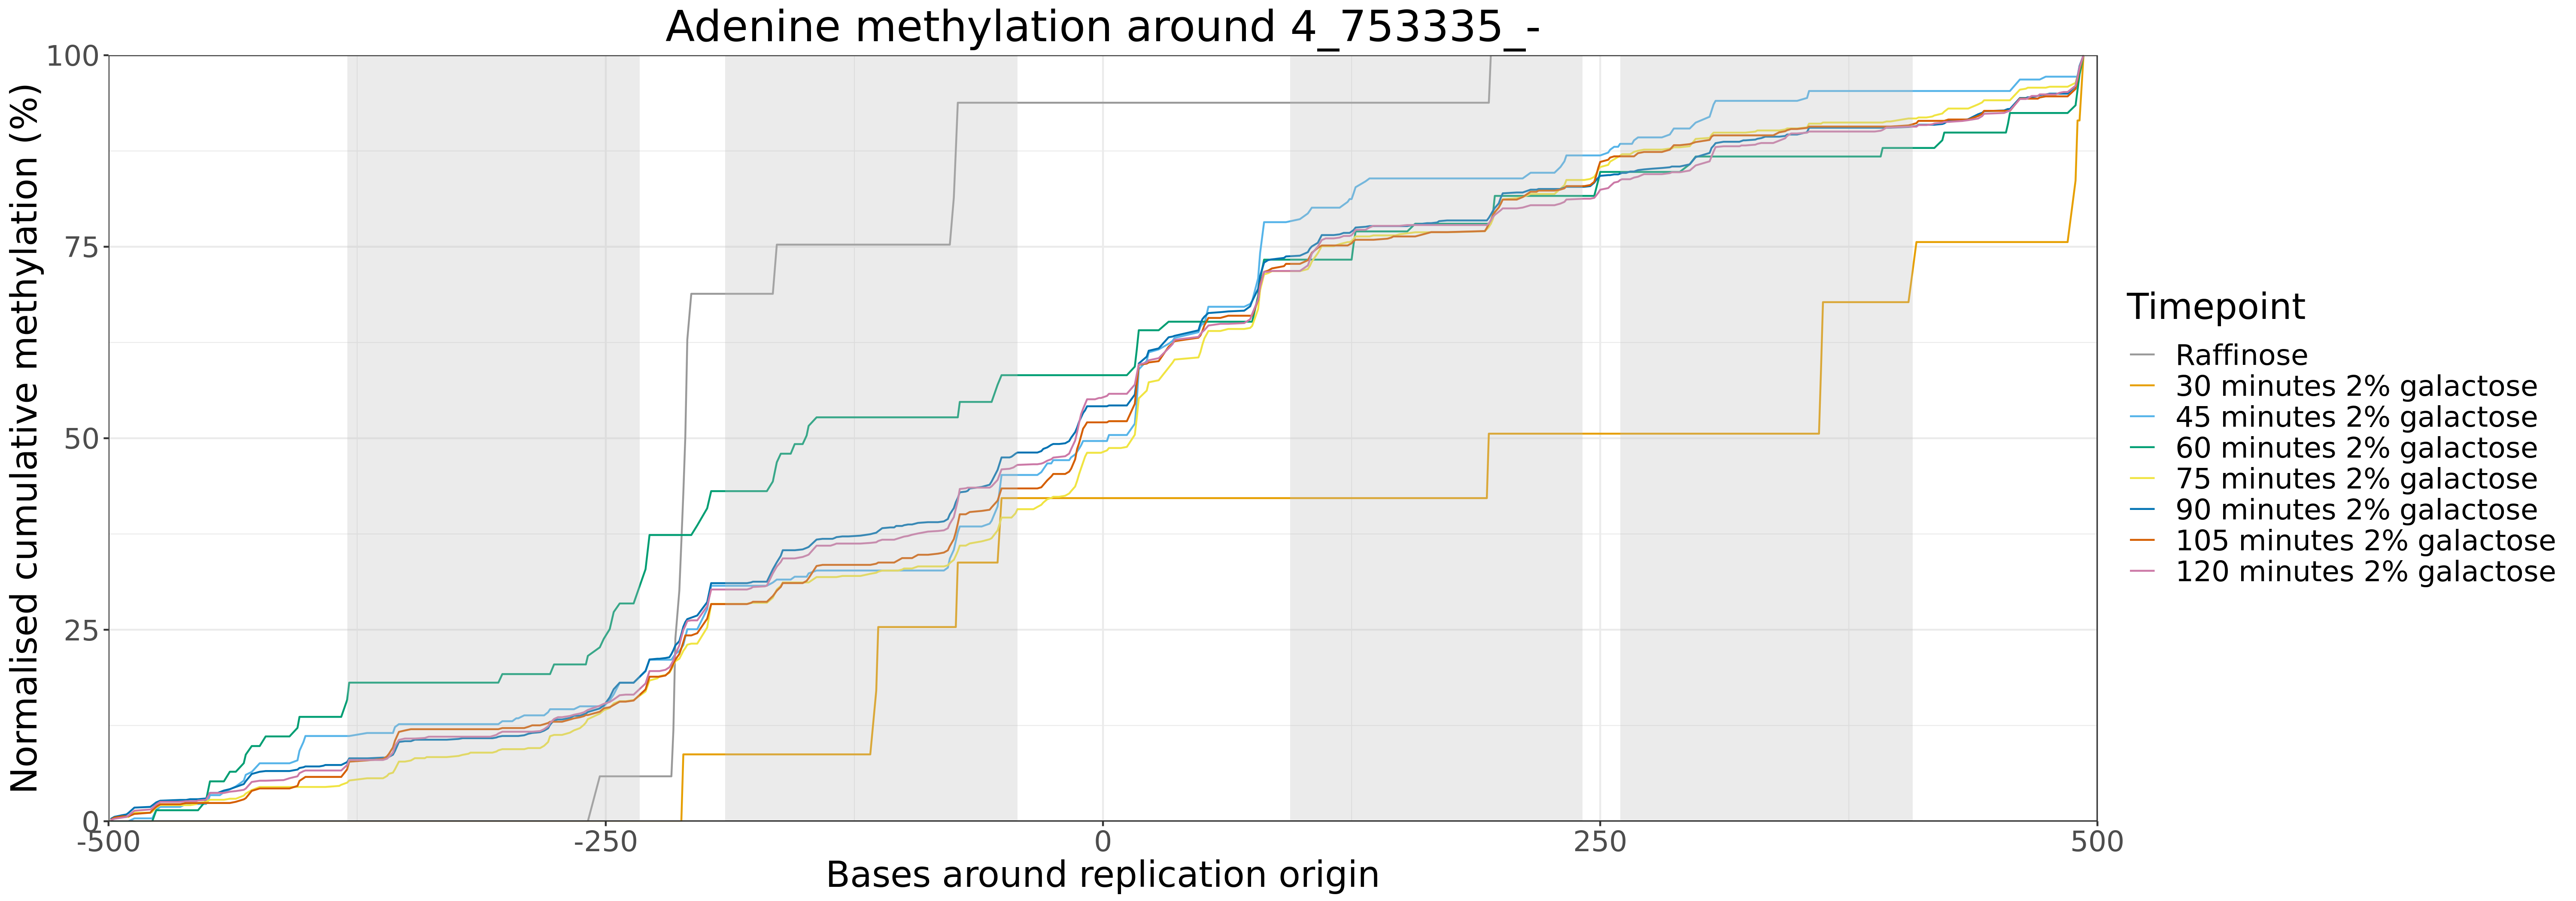 Adenine methylation around 4_753335_-
Normalised cumulative methylation (%)
100
75
50
25
0
-500
-250
0
250
500
Bases around replication origin
Timepoint
Raffinose
30 minutes 2% galactose
45 minutes 2% galactose
60 minutes 2% galactose
75 minutes 2% galactose
90 minutes 2% galactose
105 minutes 2% galactose
120 minutes 2% galactose